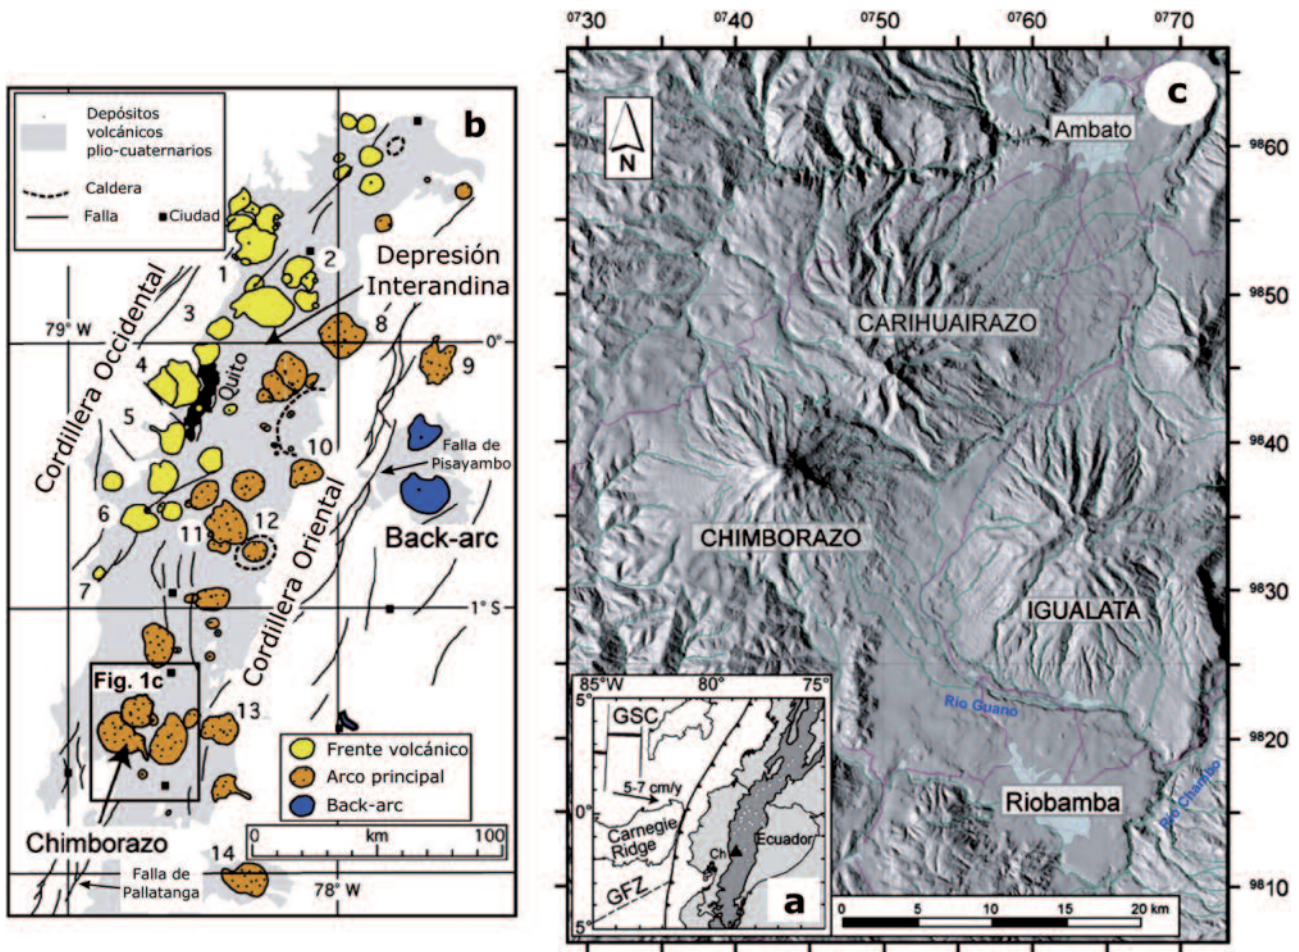 Depósitos
volcánicos
plio-cuaternarios
Caldera
Falla
Ciudad
b
1
2
Depresión
Interandina
3
8
79° W
0°
Cordillera Occidental
4
Quito
9
5
10
Falla de
Pisayambo
6
11
12
Cordillera Oriental
Back-arc
7
1° S
Fig. 1c
13
Frente volcánico
Arco principal
Back-arc
0
100
km
Chimborazo
14
Falla de
Pallatanga
78° W
0730
0740
0750
0760
0770
c
N
Ambato
9860
9850
CARIHUAIRAZO
9840
CHIMBORAZO
9830
IGUALATA
Rio Guano
9820
Riobamba
Rio Chambo
9810
0
5
10
15
20 km
85°W
80°
75°
5°
GSC
5-7 cm/y
0°
Carnegie
Ridge
Ecuador
Ch
GFZ
5°
a